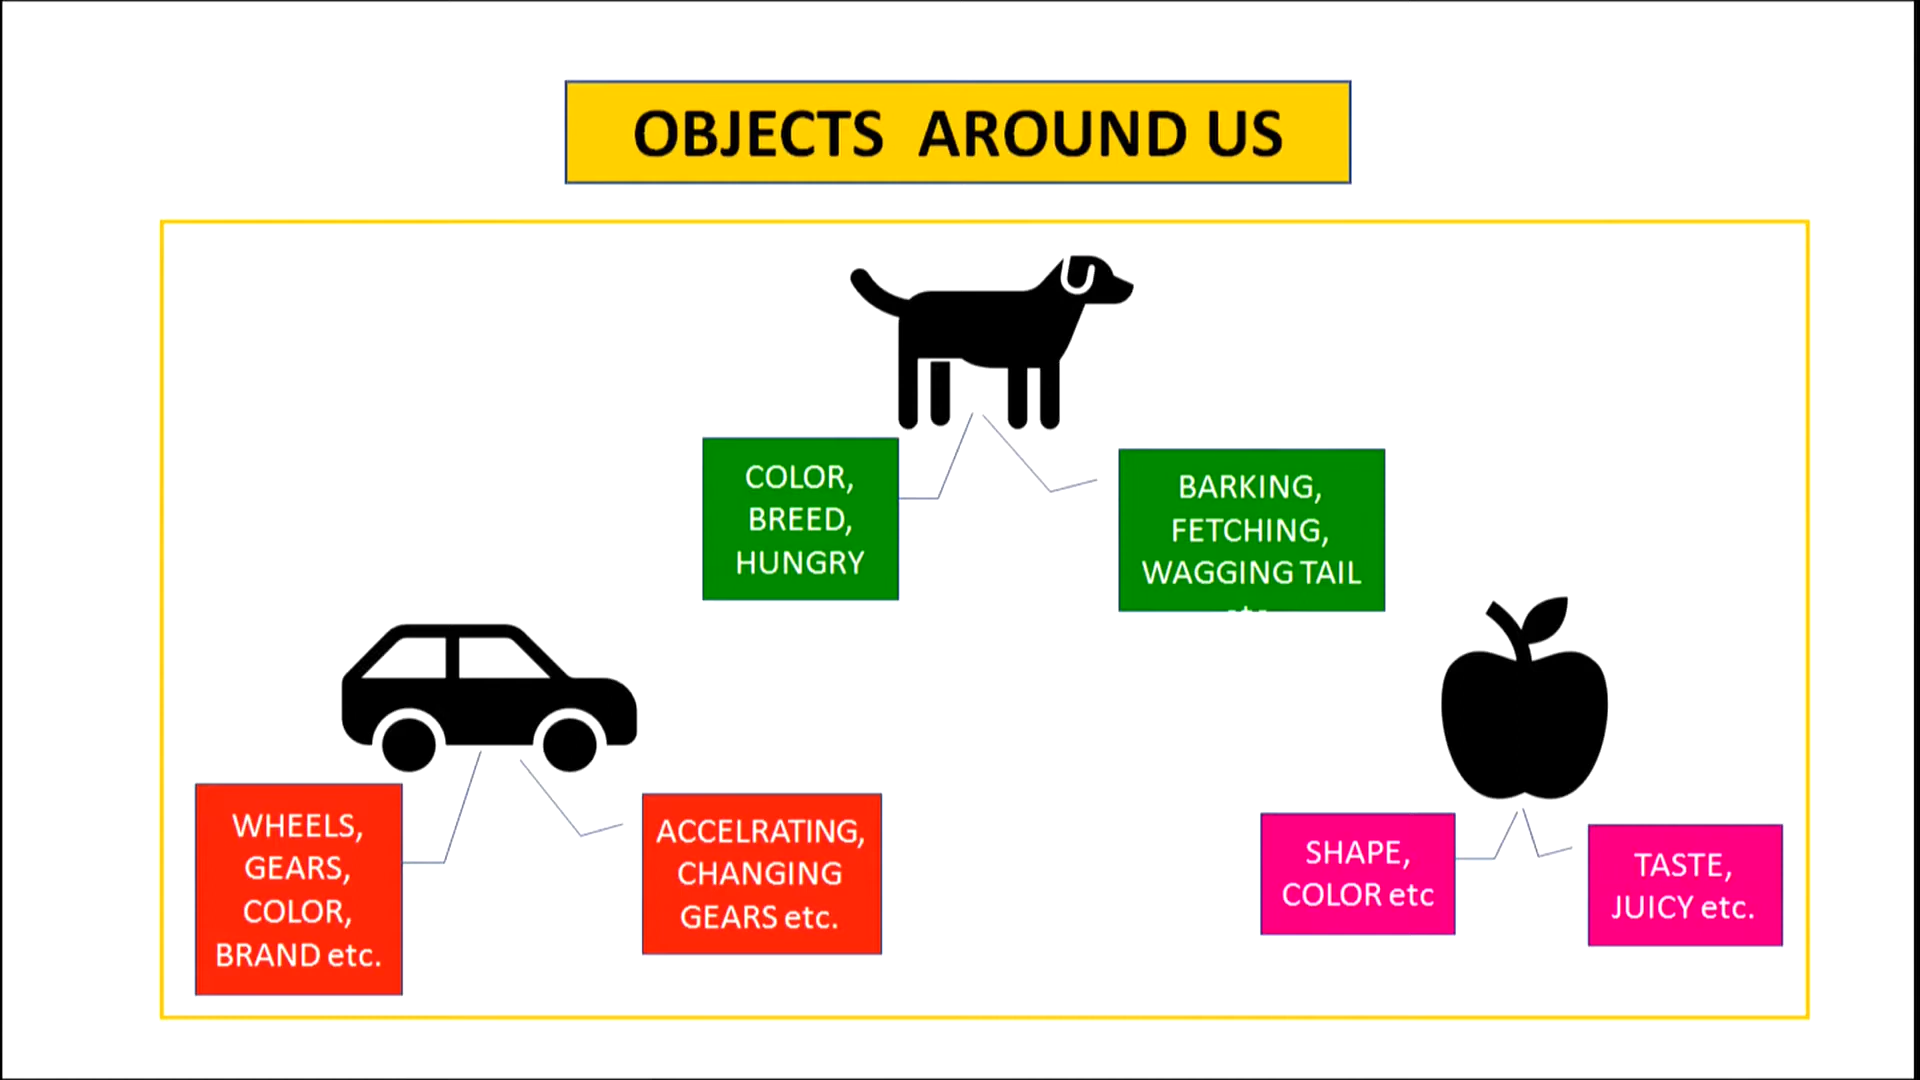 OBJECTS AROUND US
COLOR,
BREED,
HUNGRY
BARKING,
FETCHING,
WAGGING TAIL
etc
WHEELS,
GEARS,
COLOR,
BRAND etc.
ACCELRATING,
CHANGING
GEARS etc.
SHAPE,
COLOR etc
TASTE,
JUICY etc.